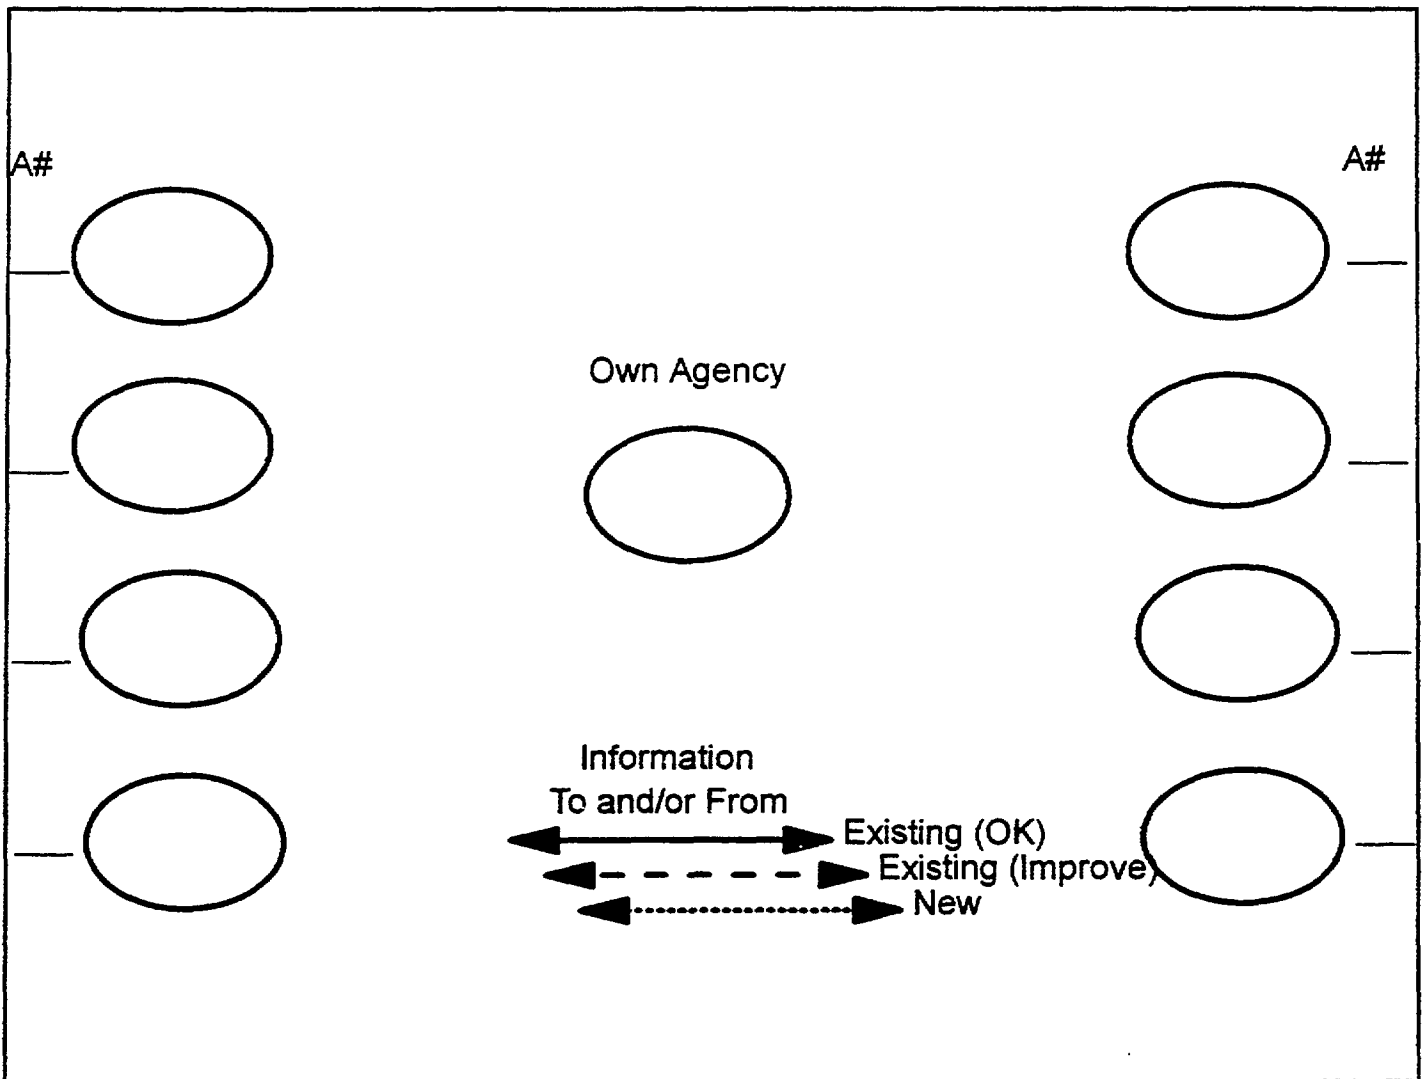 A#
A#
Own Agency
Information
To and/or From
Existing (OK)
Existing (Improve)
New